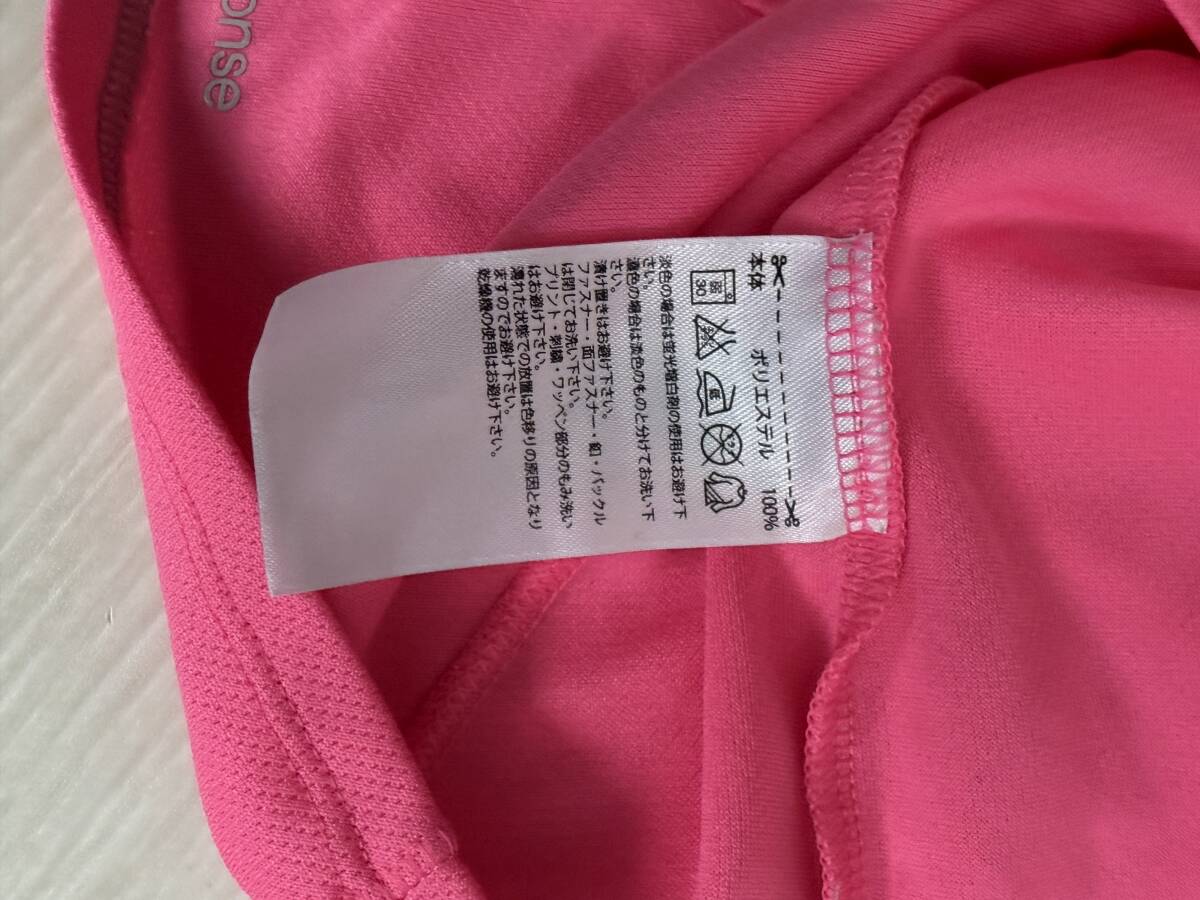 onse
本体 ポリエステル 100%
弱 30
淡色の場合は蛍光増白剤の使用はお避け下
さい。
濃色の場合は淡色のものと分けてお洗い下
さい。
漬け置きはお避け下さい。
ファスナー・面ファスナー・釦・バックル
は閉じてお洗い下さい。
プリント・刺繍・ワッペン部分のもみ洗い
はお避け下さい。
濡れた状態での放置は色移りの原因となり
ますのでお避け下さい。
乾燥機の使用はお避け下さい。